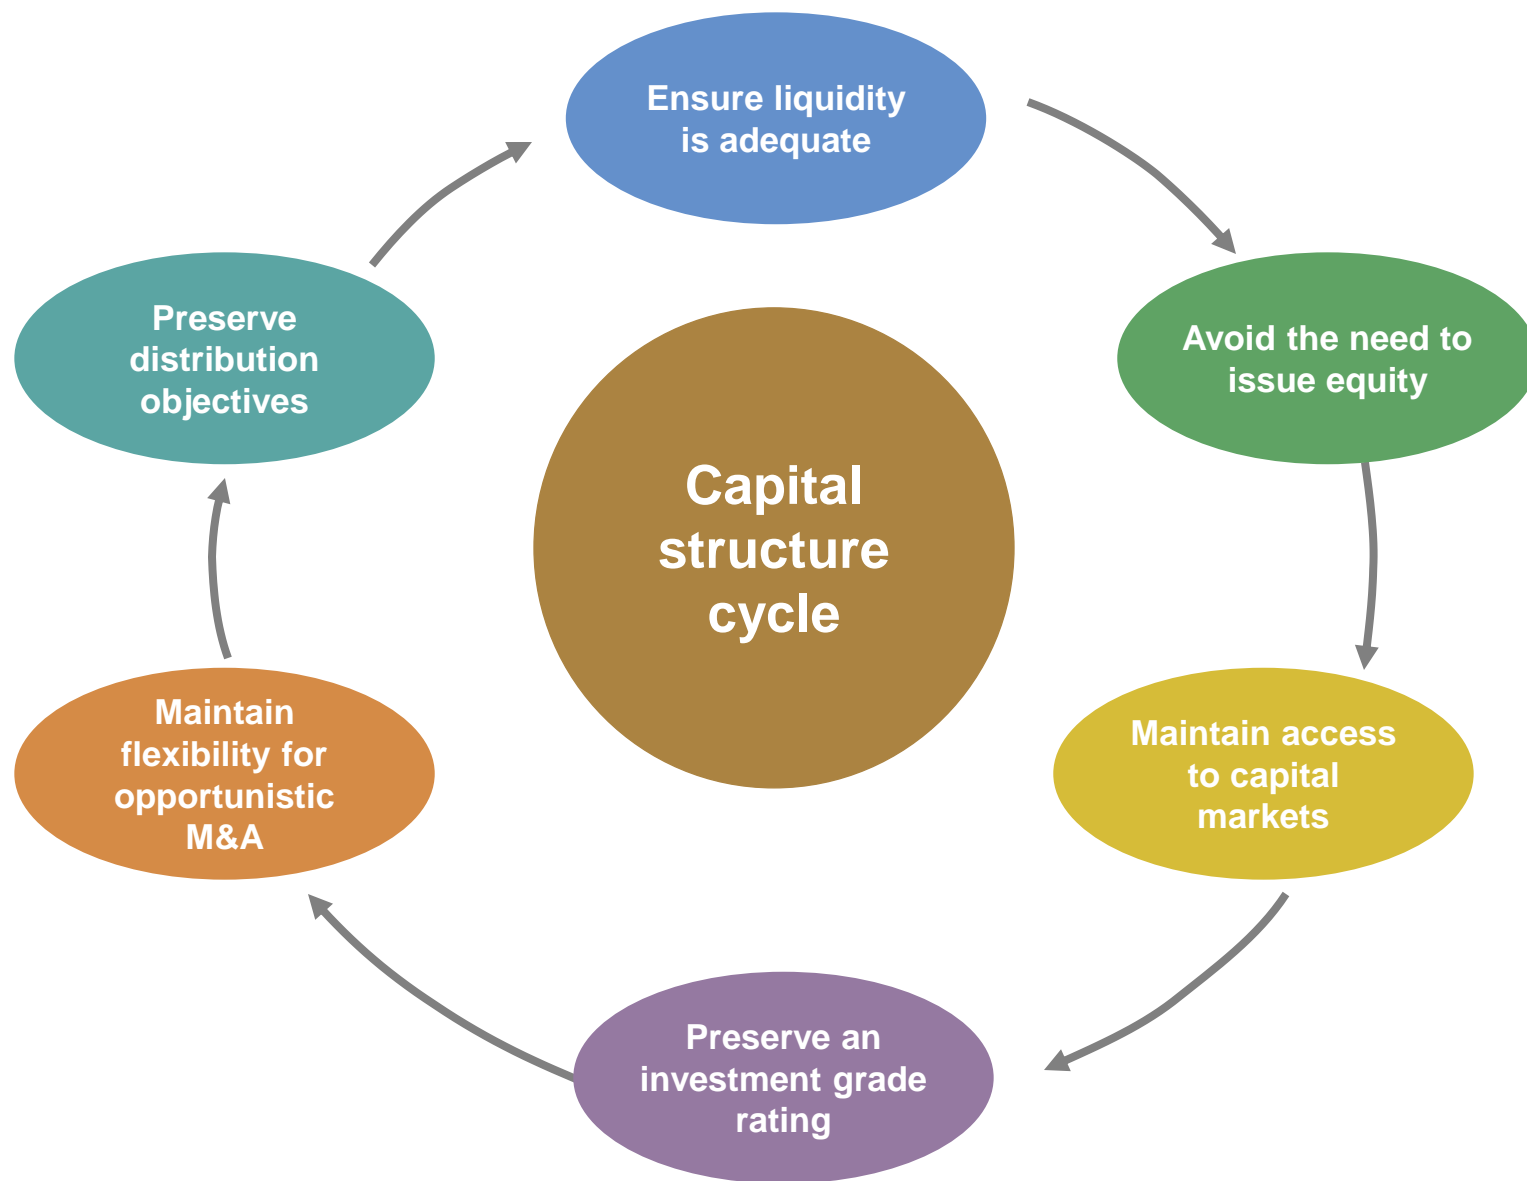 Ensure liquidity
is adequate
Avoid the need to
issue equity
Maintain access
to capital
markets
Preserve an
investment grade
rating
Maintain
flexibility for
opportunistic
M&A
Preserve
distribution
objectives
Capital
structure
cycle